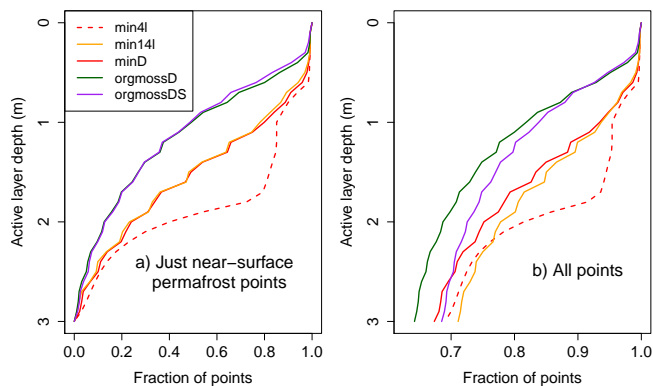 min4l
min14l
minD
orgmossD
orgmossDS
Active layer depth (m)
0
1
2
3
a) Just near−surface
permafrost points
0.0 0.2 0.4 0.6 0.8 1.0
Fraction of points
Active layer depth (m)
0
1
2
3
b) All points
0.7 0.8 0.9 1.0
Fraction of points